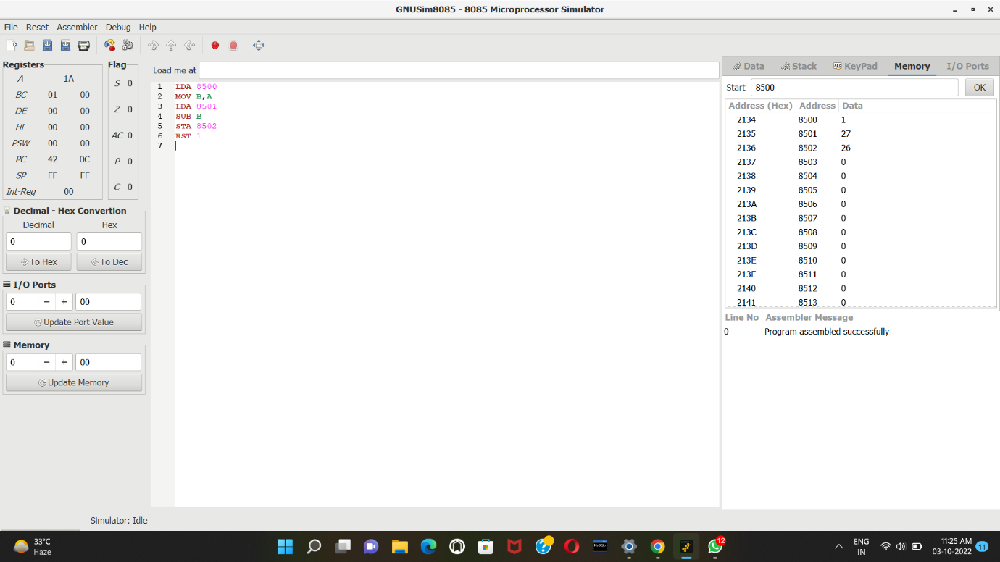 GNUSim8085 - 8085 Microprocessor Simulator
File Reset Assembler Debug Help
Registers
A 1A
BC 01 00
DE 00 00
HL 00 00
PSW 00 00
PC 42 0C
SP FF FF
Int-Reg 00
Flag
S 0
Z 0
AC 0
P 0
C 0
Decimal - Hex Convertion
Decimal Hex
0 0
To Hex To Dec
I/O Ports
0 − + 00
Update Port Value
Memory
0 − + 00
Update Memory
Load me at
1 LDA 8500
2 MOV B,A
3 LDA 8501
4 SUB B
5 STA 8502
6 RST 1
7
Data Stack KeyPad Memory I/O Ports
Start 8500 OK
Address (Hex) Address Data
2134 8500 1
2135 8501 27
2136 8502 26
2137 8503 0
2138 8504 0
2139 8505 0
213A 8506 0
213B 8507 0
213C 8508 0
213D 8509 0
213E 8510 0
213F 8511 0
2140 8512 0
2141 8513 0
Line No Assembler Message
0 Program assembled successfully
Simulator: Idle
33°C
Haze
MySQL
12
ENG
IN
11:25 AM
03-10-2022
11